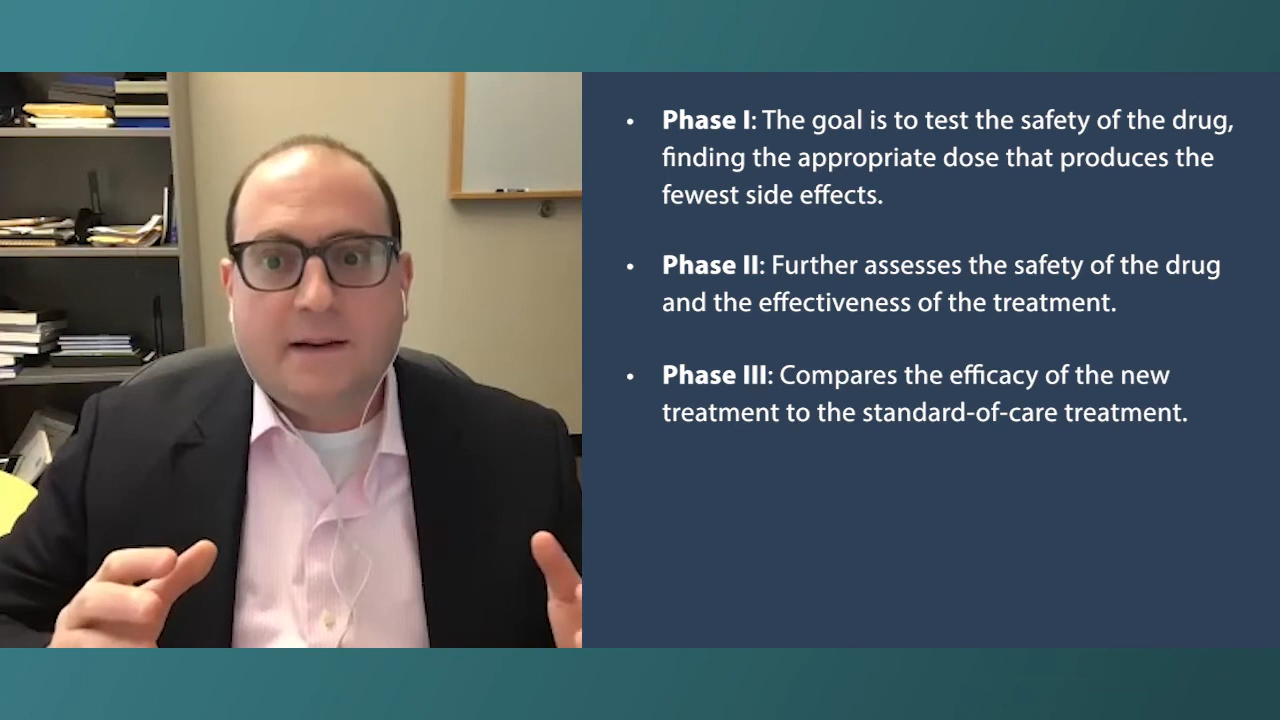 • Phase I: The goal is to test the safety of the drug,
finding the appropriate dose that produces the
fewest side effects.
• Phase II: Further assesses the safety of the drug
and the effectiveness of the treatment.
• Phase III: Compares the efficacy of the new
treatment to the standard-of-care treatment.